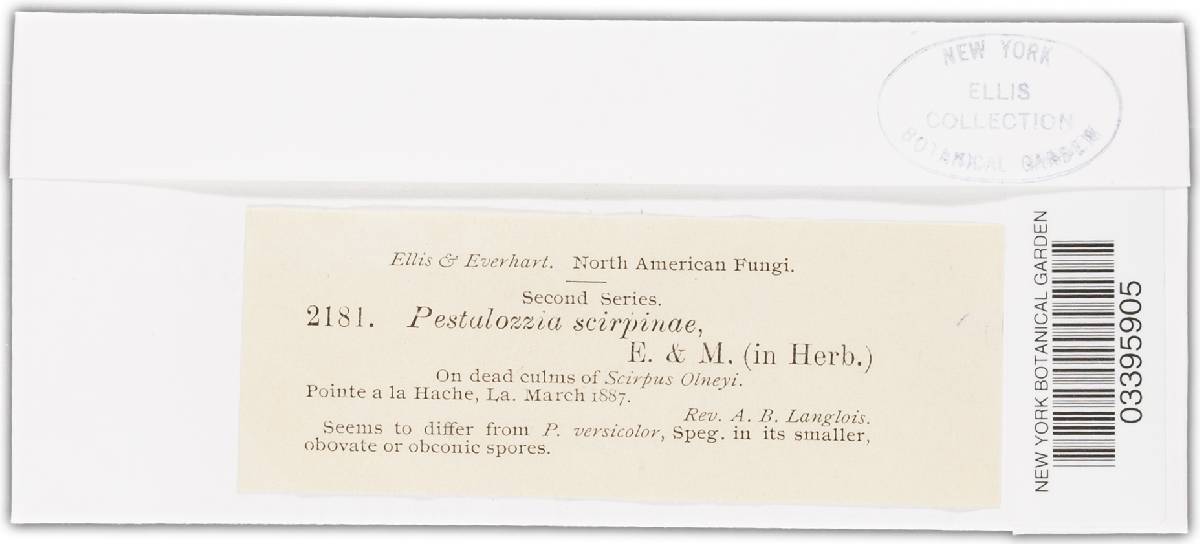 NEW YORK
ELLIS
COLLECTION
BOTANICAL GARDEN
Ellis & Everhart. North American Fungi.
Second Series.
2181. Pestalozzia scirpinae,
E. & M. (in Herb.)
On dead culms of Scirpus Olneyi.
Pointe a la Hache, La. March 1887.
Rev. A. B. Langlois.
Seems to differ from P. versicolor, Speg. in its smaller,
obovate or obconic spores.
NEW YORK BOTANICAL GARDEN
03395905